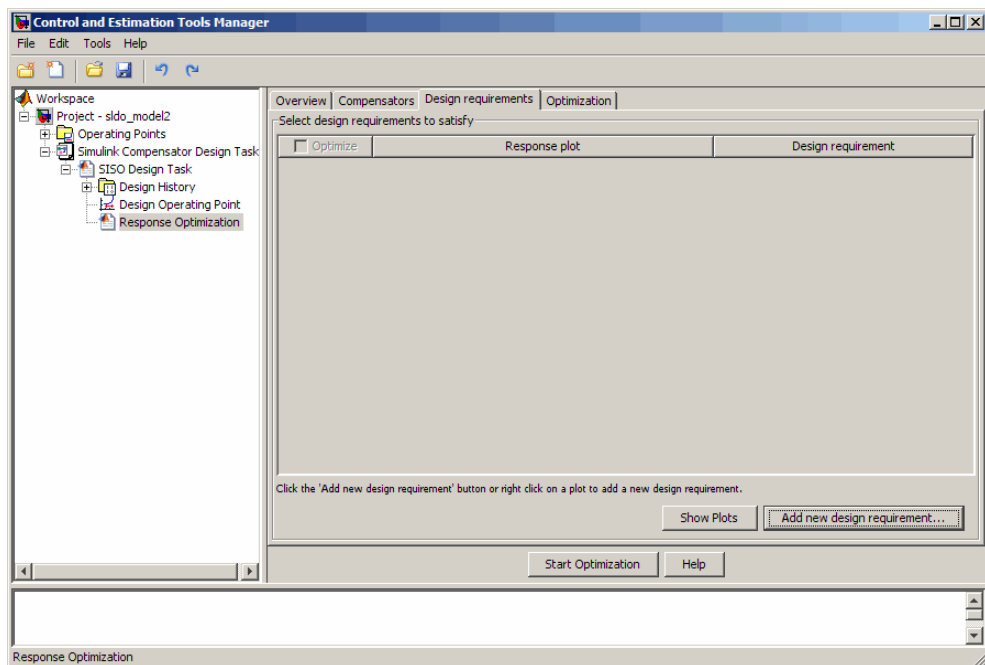 Control and Estimation Tools Manager
File Edit Tools Help
Workspace
Project - sldo_model2
Operating Points
Simulink Compensator Design Task
SISO Design Task
Design History
Design Operating Point
Response Optimization
Overview Compensators Design requirements Optimization
Select design requirements to satisfy
Optimize Response plot Design requirement
Click the 'Add new design requirement' button or right click on a plot to add a new design requirement.
Show Plots Add new design requirement...
Start Optimization Help
Response Optimization